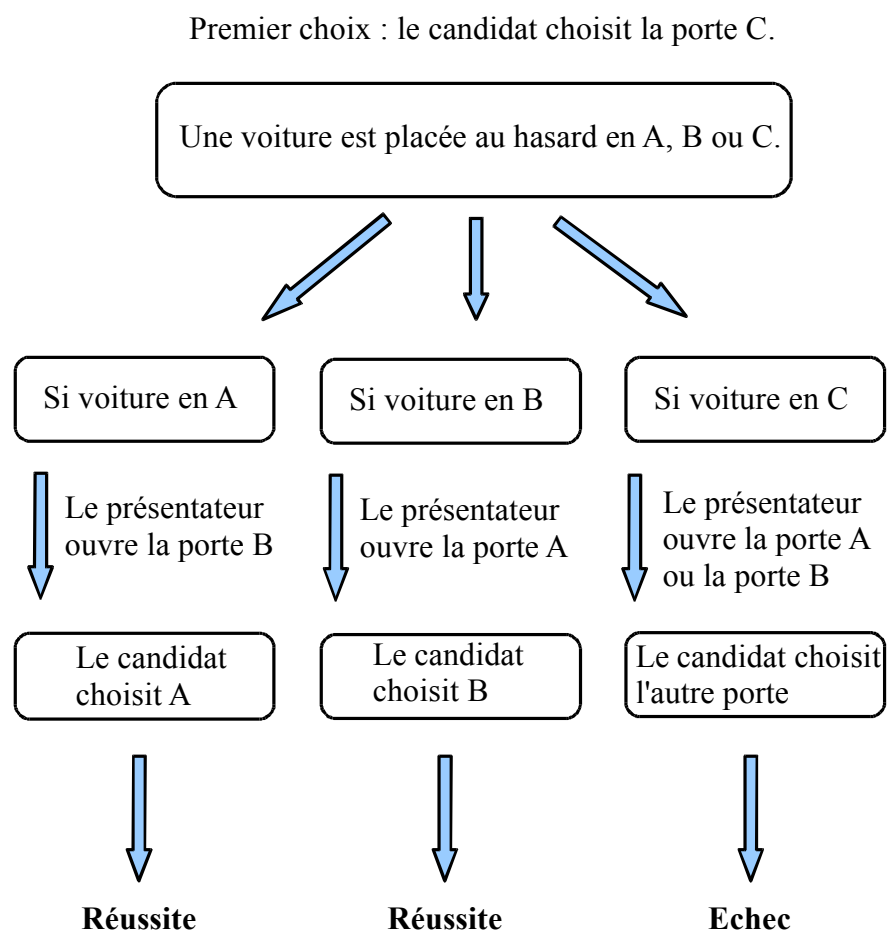 Premier choix : le candidat choisit la porte C.
Une voiture est placée au hasard en A, B ou C.
Si voiture en A
Si voiture en B
Si voiture en C
Le présentateur
ouvre la porte B
Le présentateur
ouvre la porte A
Le présentateur
ouvre la porte A
ou la porte B
Le candidat
choisit A
Le candidat
choisit B
Le candidat choisit
l'autre porte
Réussite
Réussite
Echec